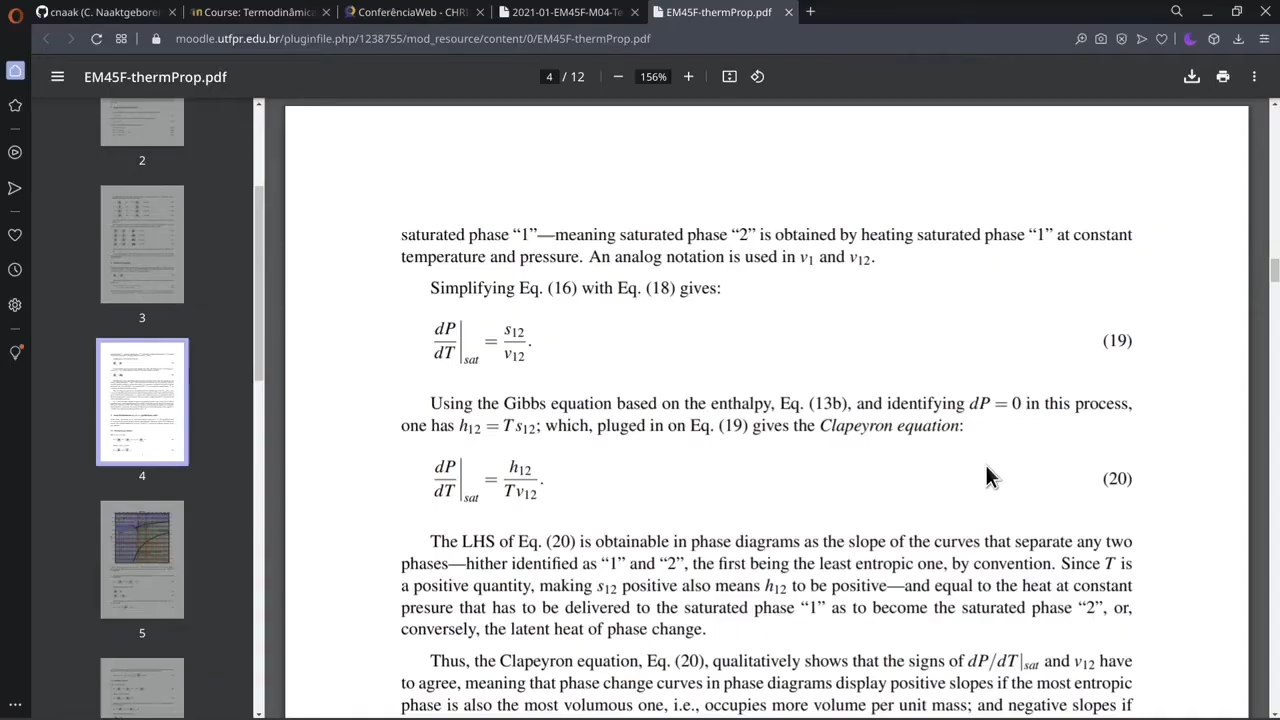 cnaak (C. Naaktgeboren
Course: Termodinâmic
ConferênciaWeb - CHRI
2021-01-EM45F-M04-Te
EM45F-thermProp.pdf
moodle.utfpr.edu.br/pluginfile.php/1238755/mod_resource/content/0/EM45F-thermProp.pdf
EM45F-thermProp.pdf
4 / 12
156%
2
3
4
5
saturated phase “1”—meaning saturated phase “2” is obtained by heating saturated phase “1” at constant
temperature and pressure. An analog notation is used in v₁ and v₁₂.
Simplifying Eq. (16) with Eq. (18) gives:
dP/dT|sat = s₁₂/v₁₂. (19)
Using the Gibbs equation based on the enthalpy, Eq. (13b), and identifying dP = 0 in this process,
one has h₁₂ = T s₁₂; which, pluged in on Eq. (19) gives the Clapeyron equation:
dP/dT|sat = h₁₂/Tv₁₂. (20)
The LHS of Eq. (20) is obtainable in phase diagrams as the slope of the curves that separate any two
phases—hither identified as “1” and “2”, the first being the least entropic one, by convention. Since T is
a positive quantity, making s₁₂ positive also means h₁₂ to be positive—and equal to the heat at constant
presure that has to be delivered to the saturated phase “1” as to become the saturated phase “2”, or,
conversely, the latent heat of phase change.
Thus, the Clapeyron equation, Eq. (20), qualitatively shows that the signs of dP/dT|sat and v₁₂ have
to agree, meaning that phase change curves in phase diagrams display positive slopes if the most entropic
phase is also the most volumous one, i.e., occupies more volume per unit mass; and negative slopes if